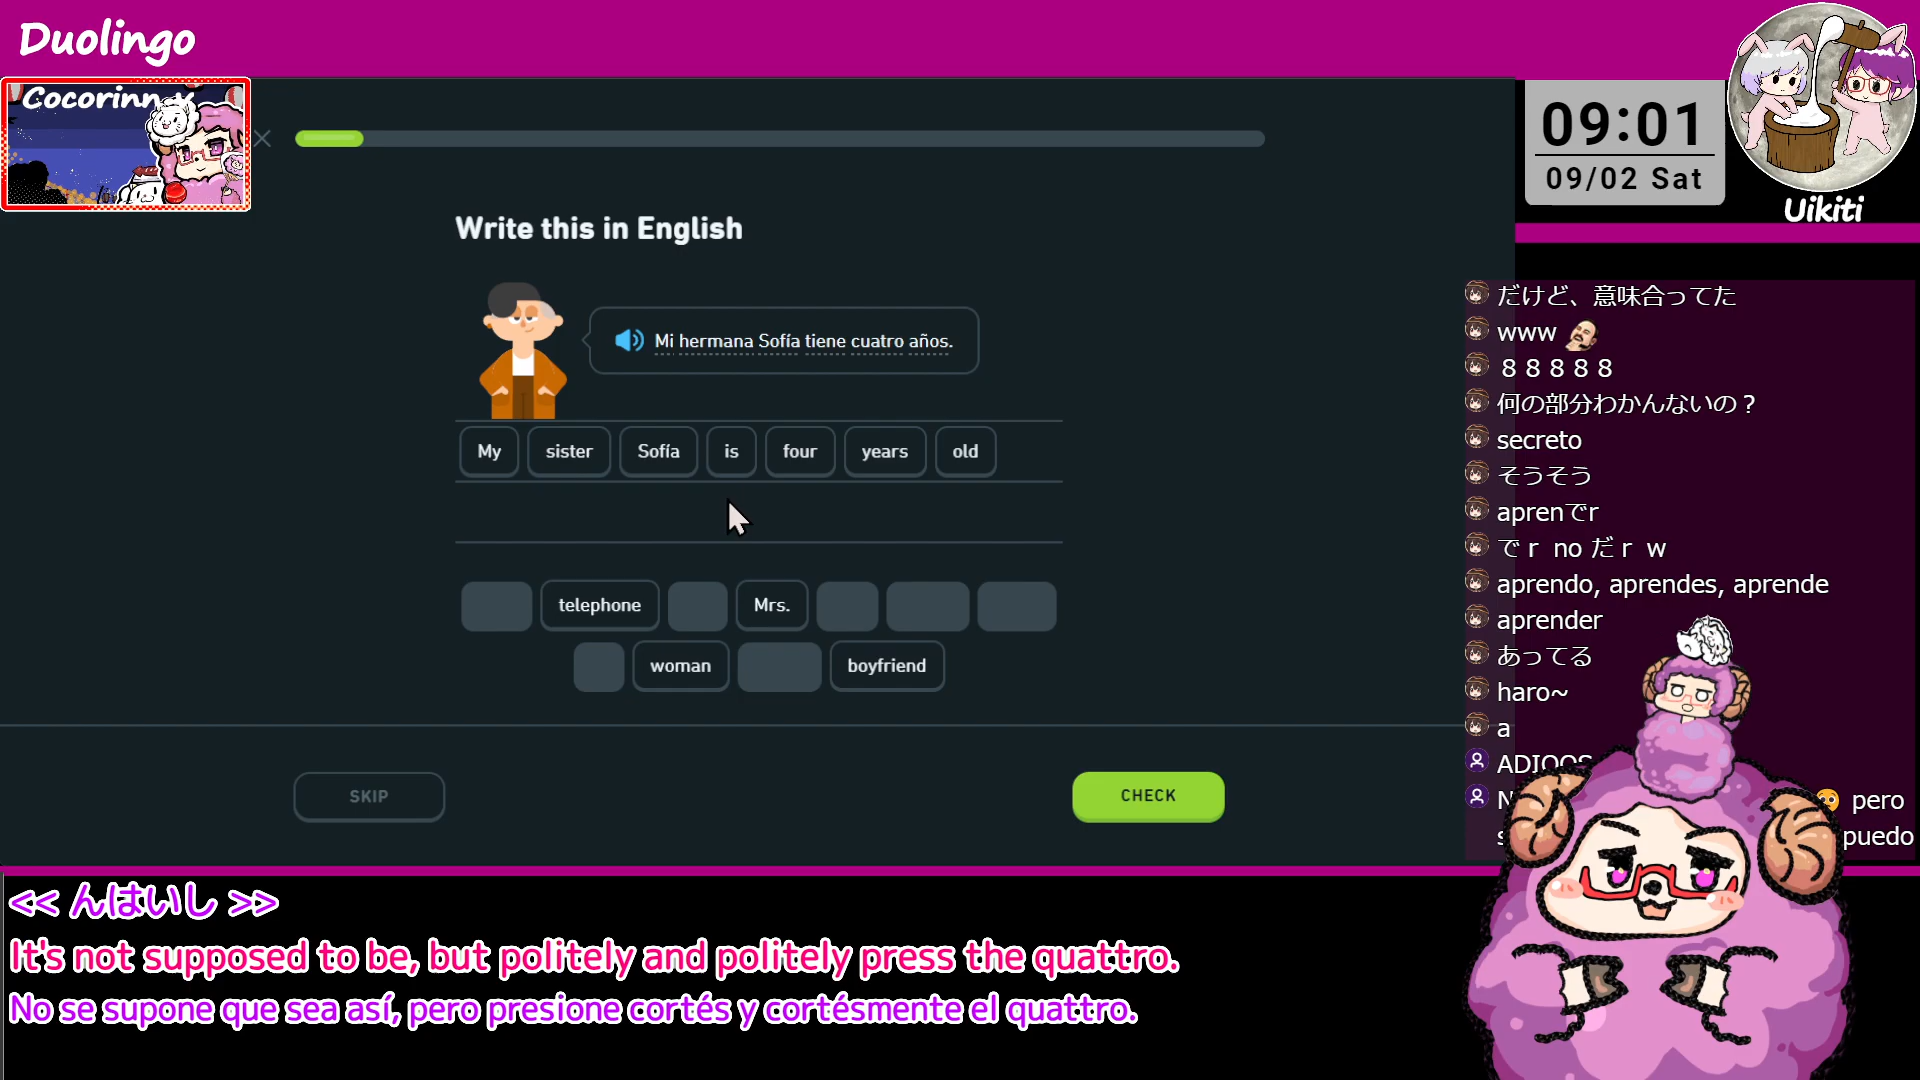 Duolingo
Cocorinn
Write this in English
Mi hermana Sofía tiene cuatro años.
My sister Sofía is four years old
telephone Mrs.
woman boyfriend
SKIP
CHECK
09:01
09/02 Sat
Uikiti
だけど、意味合ってた
www
８８８８８
何の部分わかんないの？
secreto
そうそう
aprenでr
でｒ no だｒ ｗ
aprendo, aprendes, aprende
aprender
あってる
haro~
a
ADIOOS
pero
puedo
<< んはいし >>
It's not supposed to be, but politely and politely press the quattro.
No se supone que sea así, pero presione cortés y cortésmente el quattro.